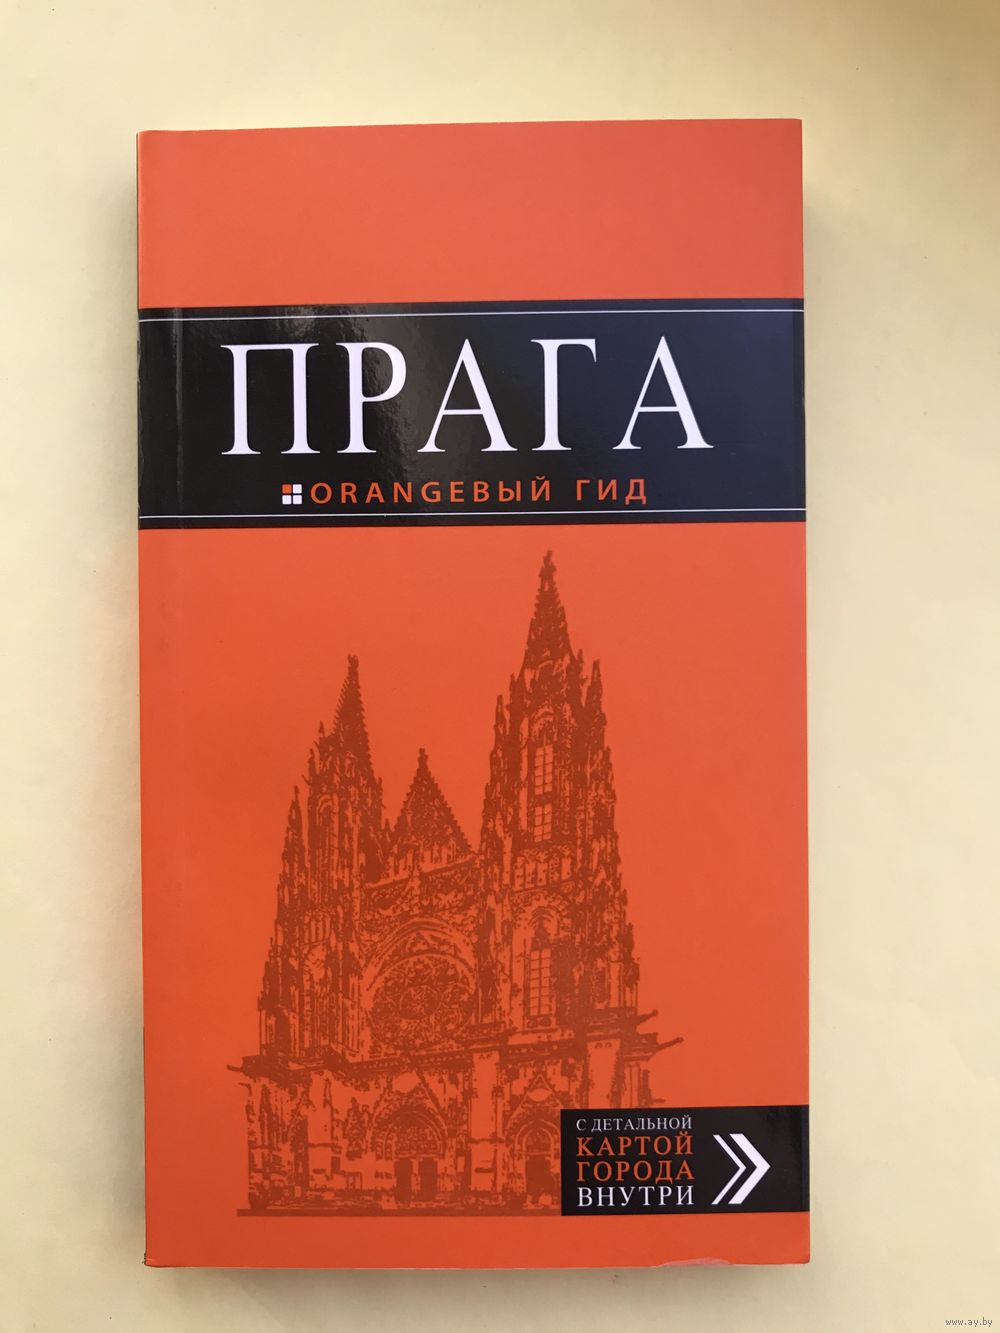 ПРАГА
ORANGEВЫЙ ГИД
С ДЕТАЛЬНОЙ
КАРТОЙ
ГОРОДА
ВНУТРИ
www.ay.by